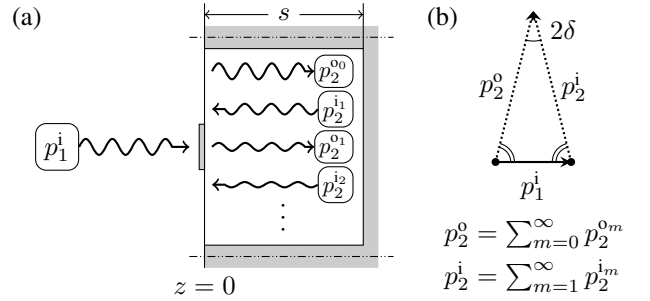 (a)
s
p_2^{o_0}
p_2^{i_1}
p_1^i
p_2^{o_1}
p_2^{i_2}
z = 0
(b)
2δ
p_2^o
p_2^i
p_1^i
p_2^o = ∑_{m=0}^∞ p_2^{o_m}
p_2^i = ∑_{m=1}^∞ p_2^{i_m}